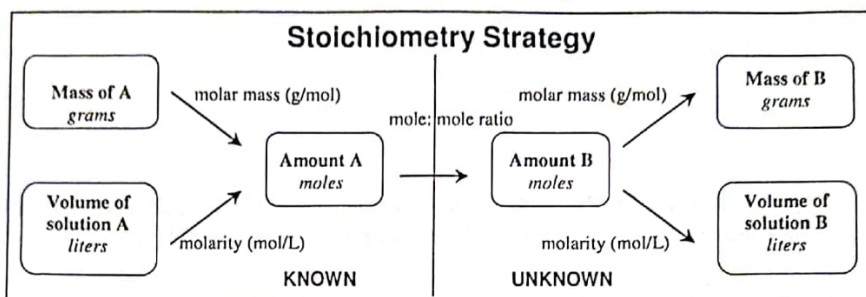 Stoichiometry Strategy
Mass of A
grams
molar mass (g/mol)
Volume of
solution A
liters
molarity (mol/L)
Amount A
moles
KNOWN
mole: mole ratio
Amount B
moles
UNKNOWN
molar mass (g/mol)
Mass of B
grams
molarity (mol/L)
Volume of
solution B
liters